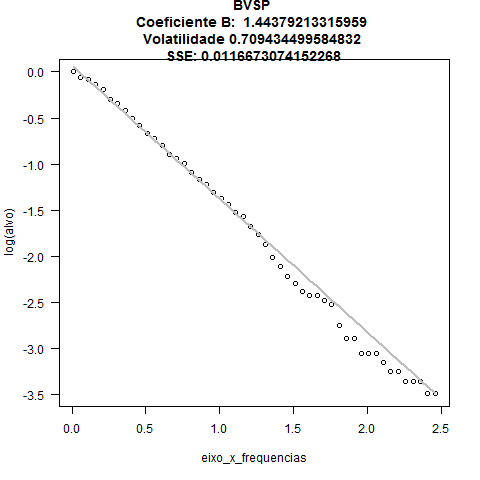 BVSP
Coeficiente B:  1.44379213315959
Volatilidade 0.709434499584832
SSE: 0.0116673074152268
0.0
-0.5
-1.0
-1.5
-2.0
-2.5
-3.0
-3.5
log(alvo)
0.0 0.5 1.0 1.5 2.0 2.5
eixo_x_frequencias